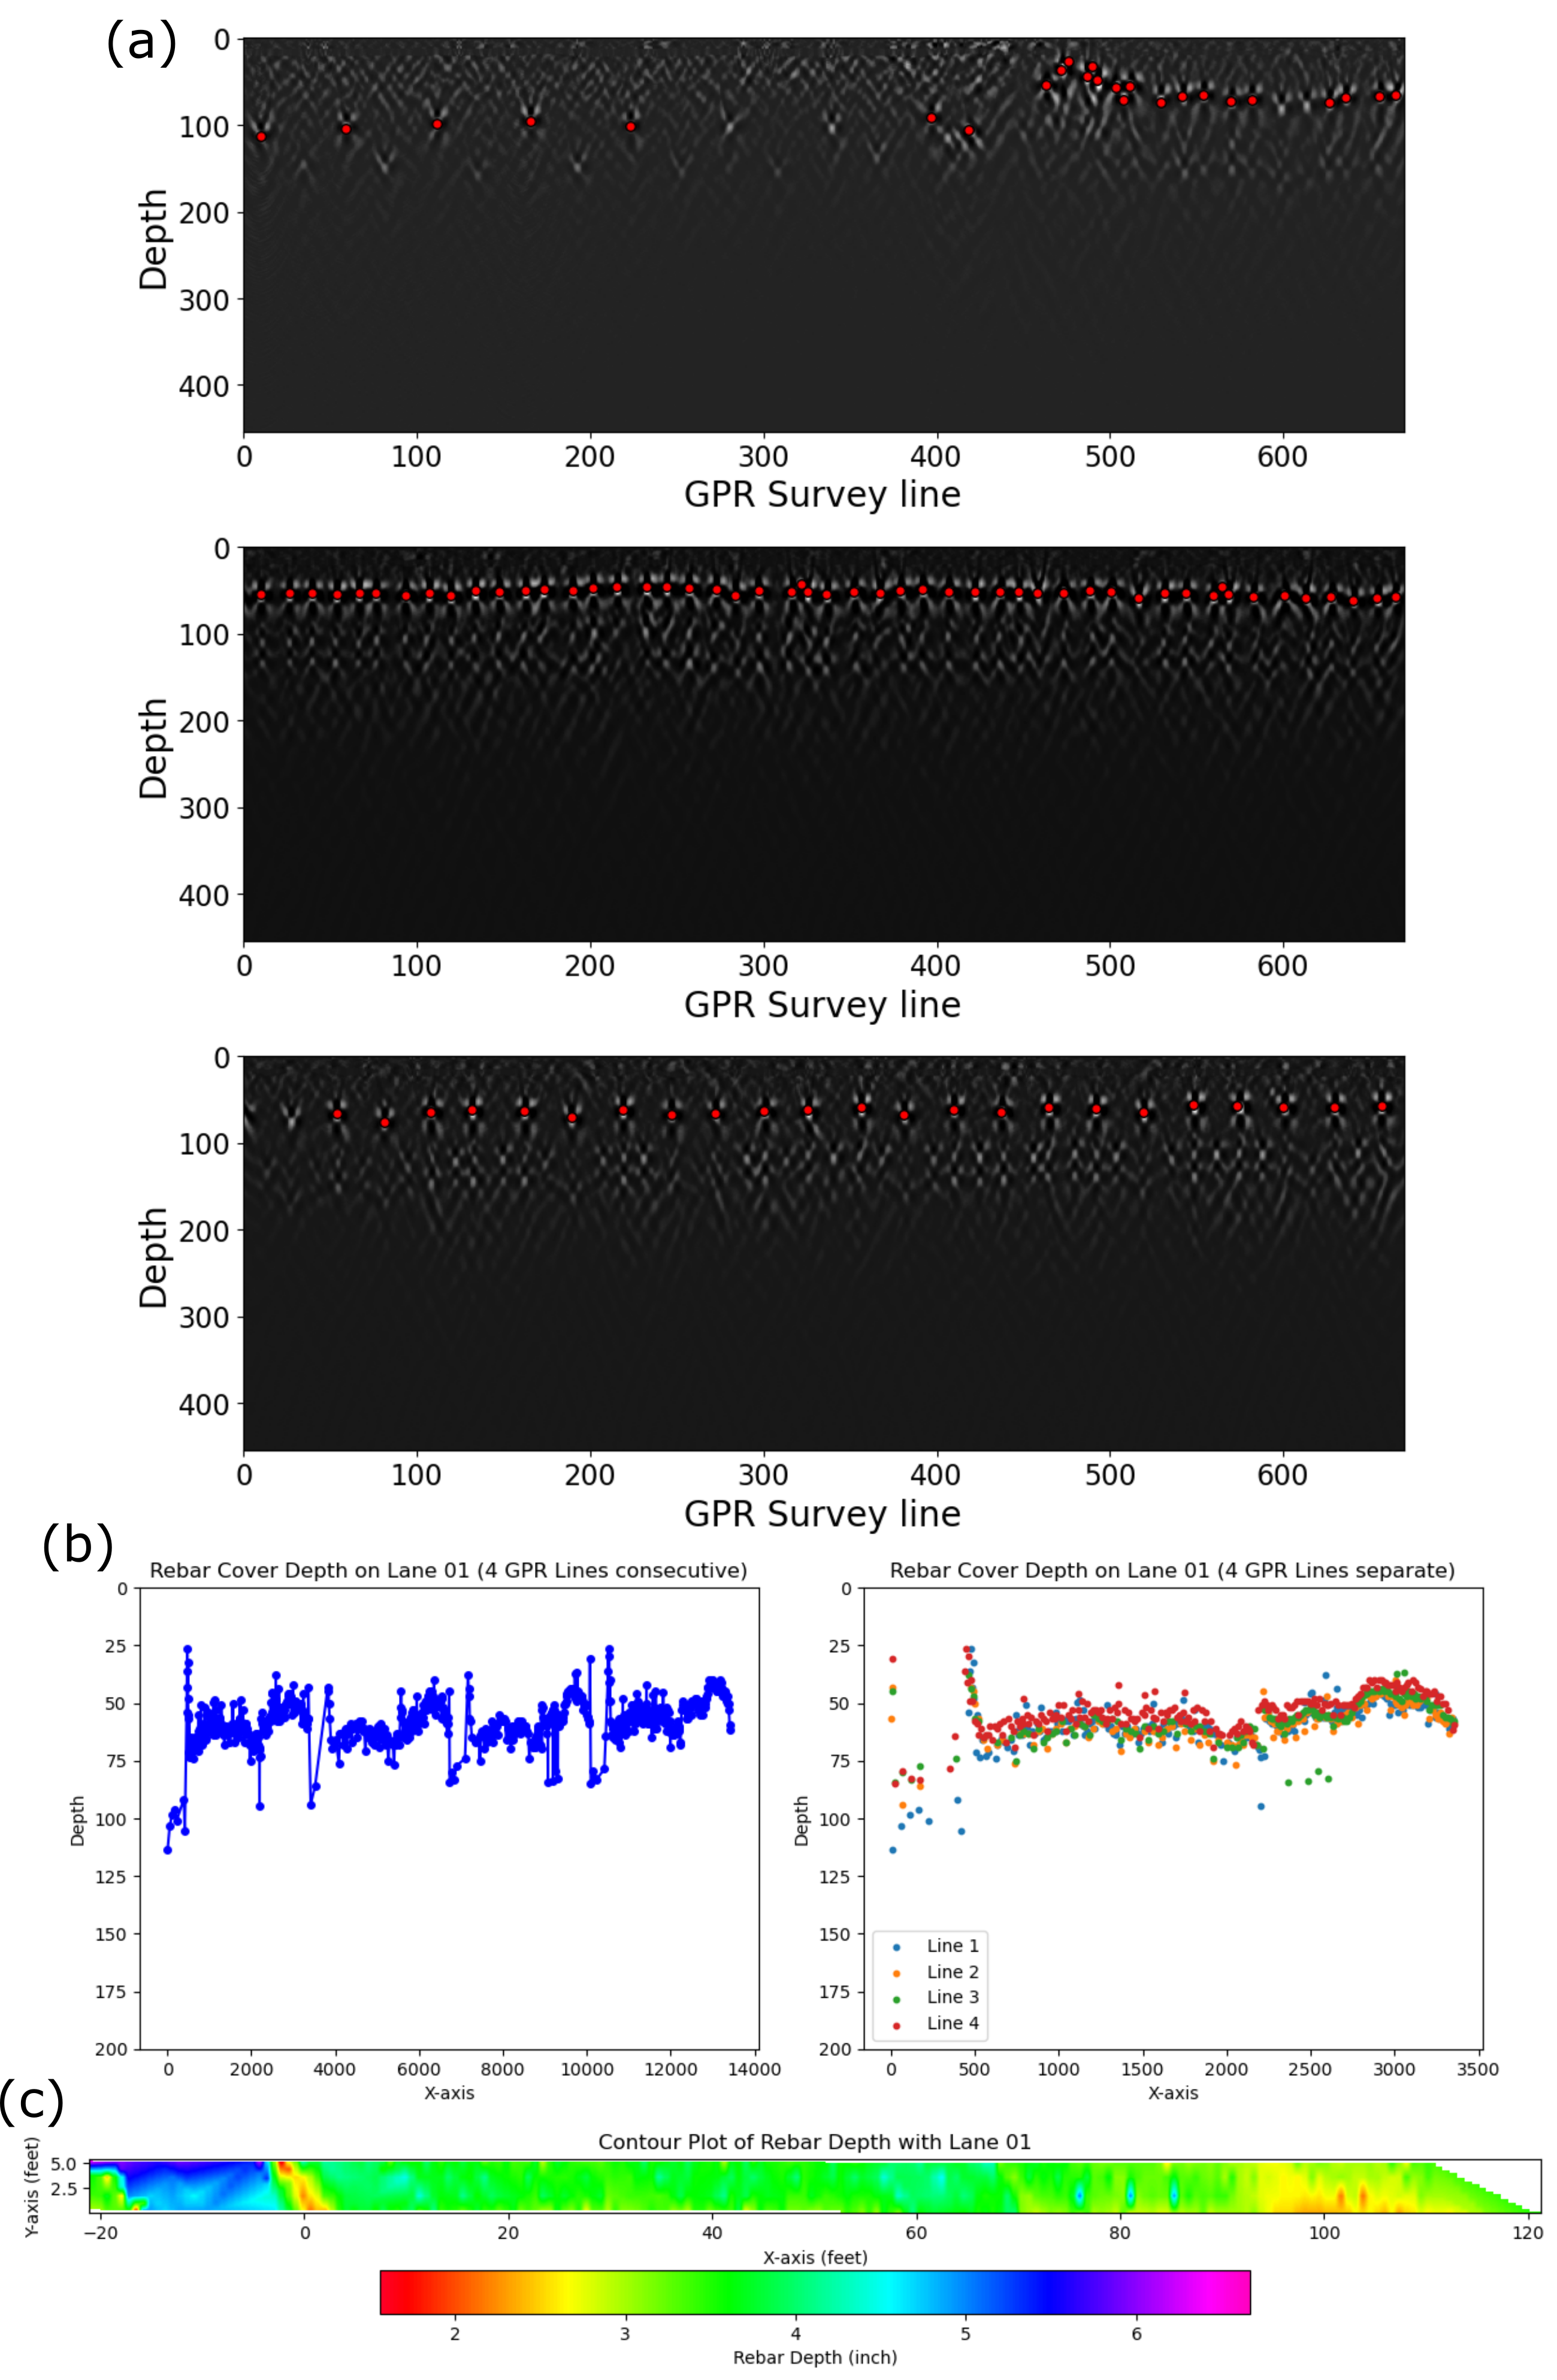 (a)
0
100
200
300
400
Depth
0 100 200 300 400 500 600
GPR Survey line
0
100
200
300
400
Depth
0 100 200 300 400 500 600
GPR Survey line
0
100
200
300
400
Depth
0 100 200 300 400 500 600
GPR Survey line
(b)
Rebar Cover Depth on Lane 01 (4 GPR Lines consecutive)
0
25
50
75
100
125
150
175
200
Depth
0 2000 4000 6000 8000 10000 12000 14000
X-axis
Rebar Cover Depth on Lane 01 (4 GPR Lines separate)
0
25
50
75
100
125
150
175
200
Depth
Line 1
Line 2
Line 3
Line 4
0 500 1000 1500 2000 2500 3000 3500
X-axis
(c)
Contour Plot of Rebar Depth with Lane 01
Y-axis (feet)
5.0
2.5
−20 0 20 40 60 80 100 120
X-axis (feet)
2 3 4 5 6
Rebar Depth (inch)